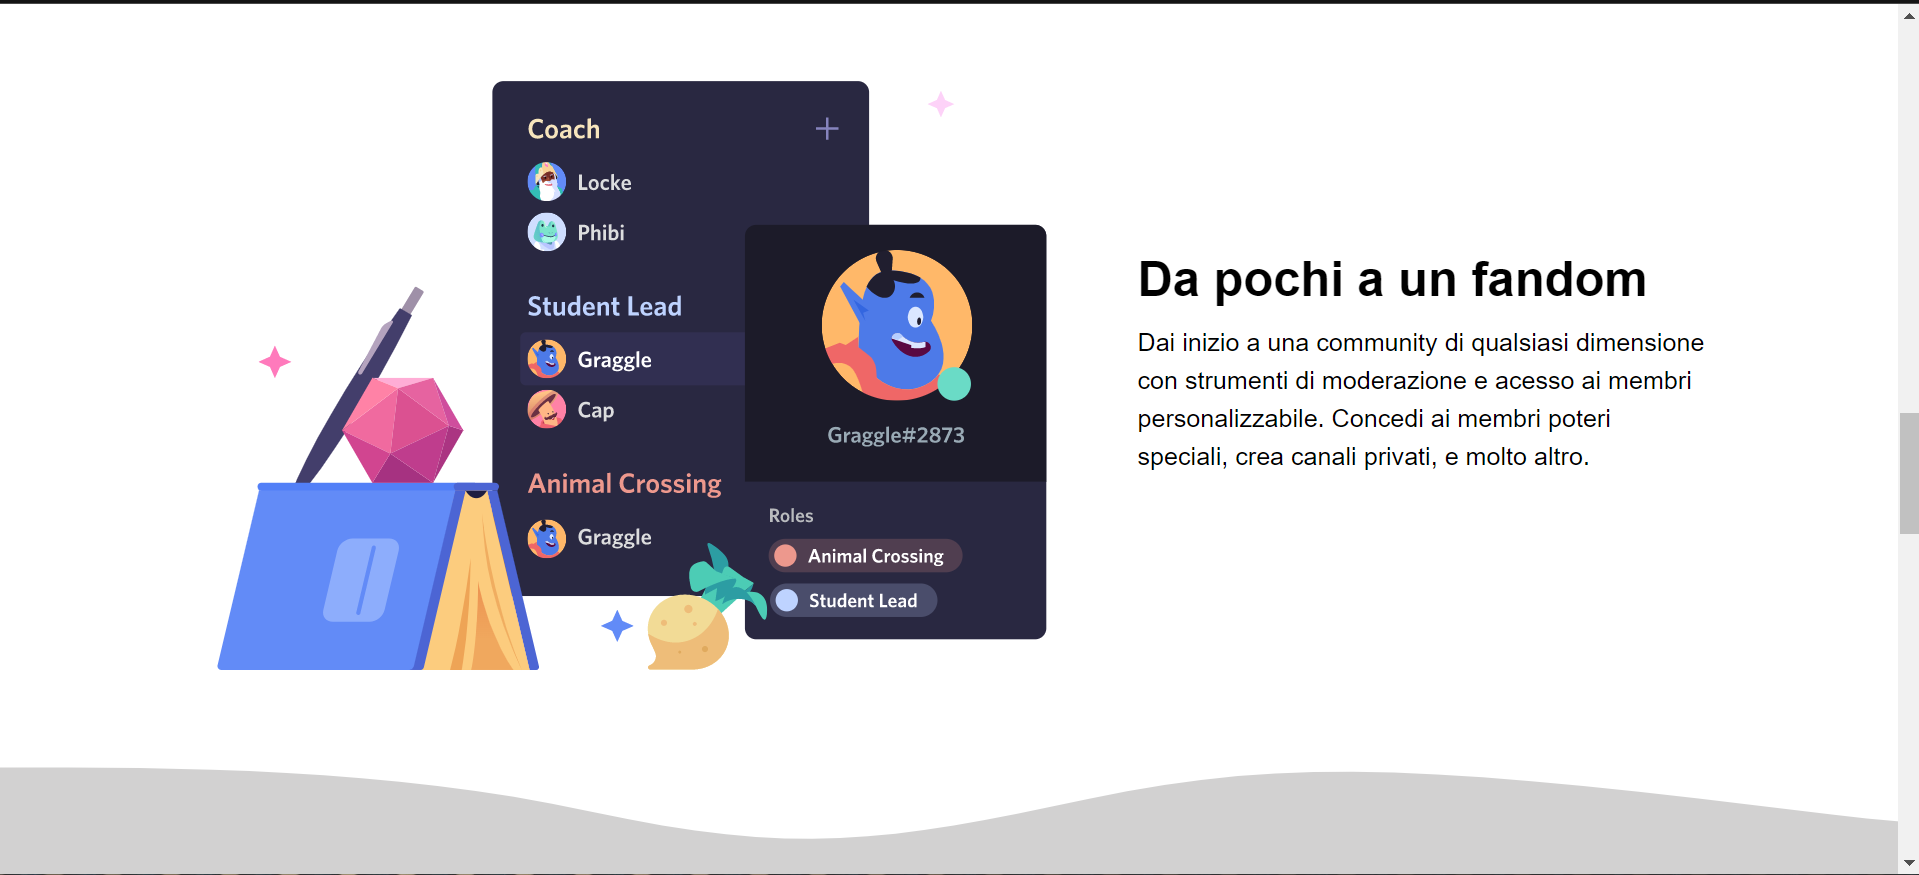 Coach
Locke
Phibi
Student Lead
Graggle
Cap
Animal Crossing
Graggle
Graggle#2873
Roles
Animal Crossing
Student Lead
Da pochi a un fandom
Dai inizio a una community di qualsiasi dimensione
con strumenti di moderazione e acesso ai membri
personalizzabile. Concedi ai membri poteri
speciali, crea canali privati, e molto altro.